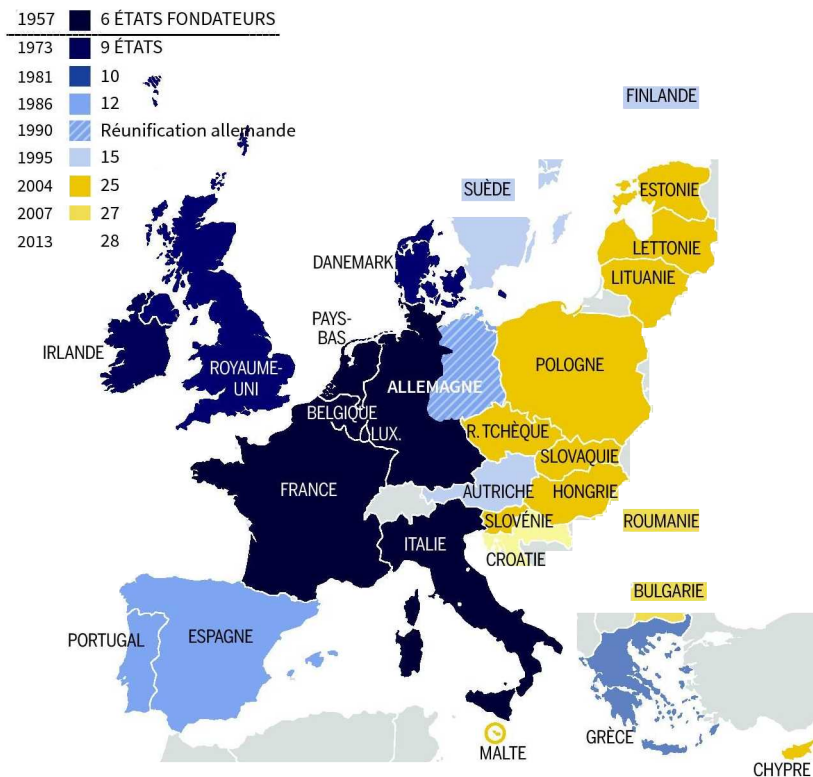 1957 6 ÉTATS FONDATEURS
1973 9 ÉTATS
1981 10
1986 12
1990 Réunification allemande
1995 15
2004 25
2007 27
2013 28
FINLANDE
SUÈDE
ESTONIE
LETTONIE
LITUANIE
DANEMARK
PAYS-
BAS
IRLANDE
ROYAUME-
UNI
POLOGNE
ALLEMAGNE
BELGIQUE
LUX.
R. TCHÈQUE
SLOVAQUIE
FRANCE
AUTRICHE
HONGRIE
SLOVÉNIE
ROUMANIE
ITALIE
CROATIE
BULGARIE
PORTUGAL
ESPAGNE
GRÈCE
MALTE
CHYPRE